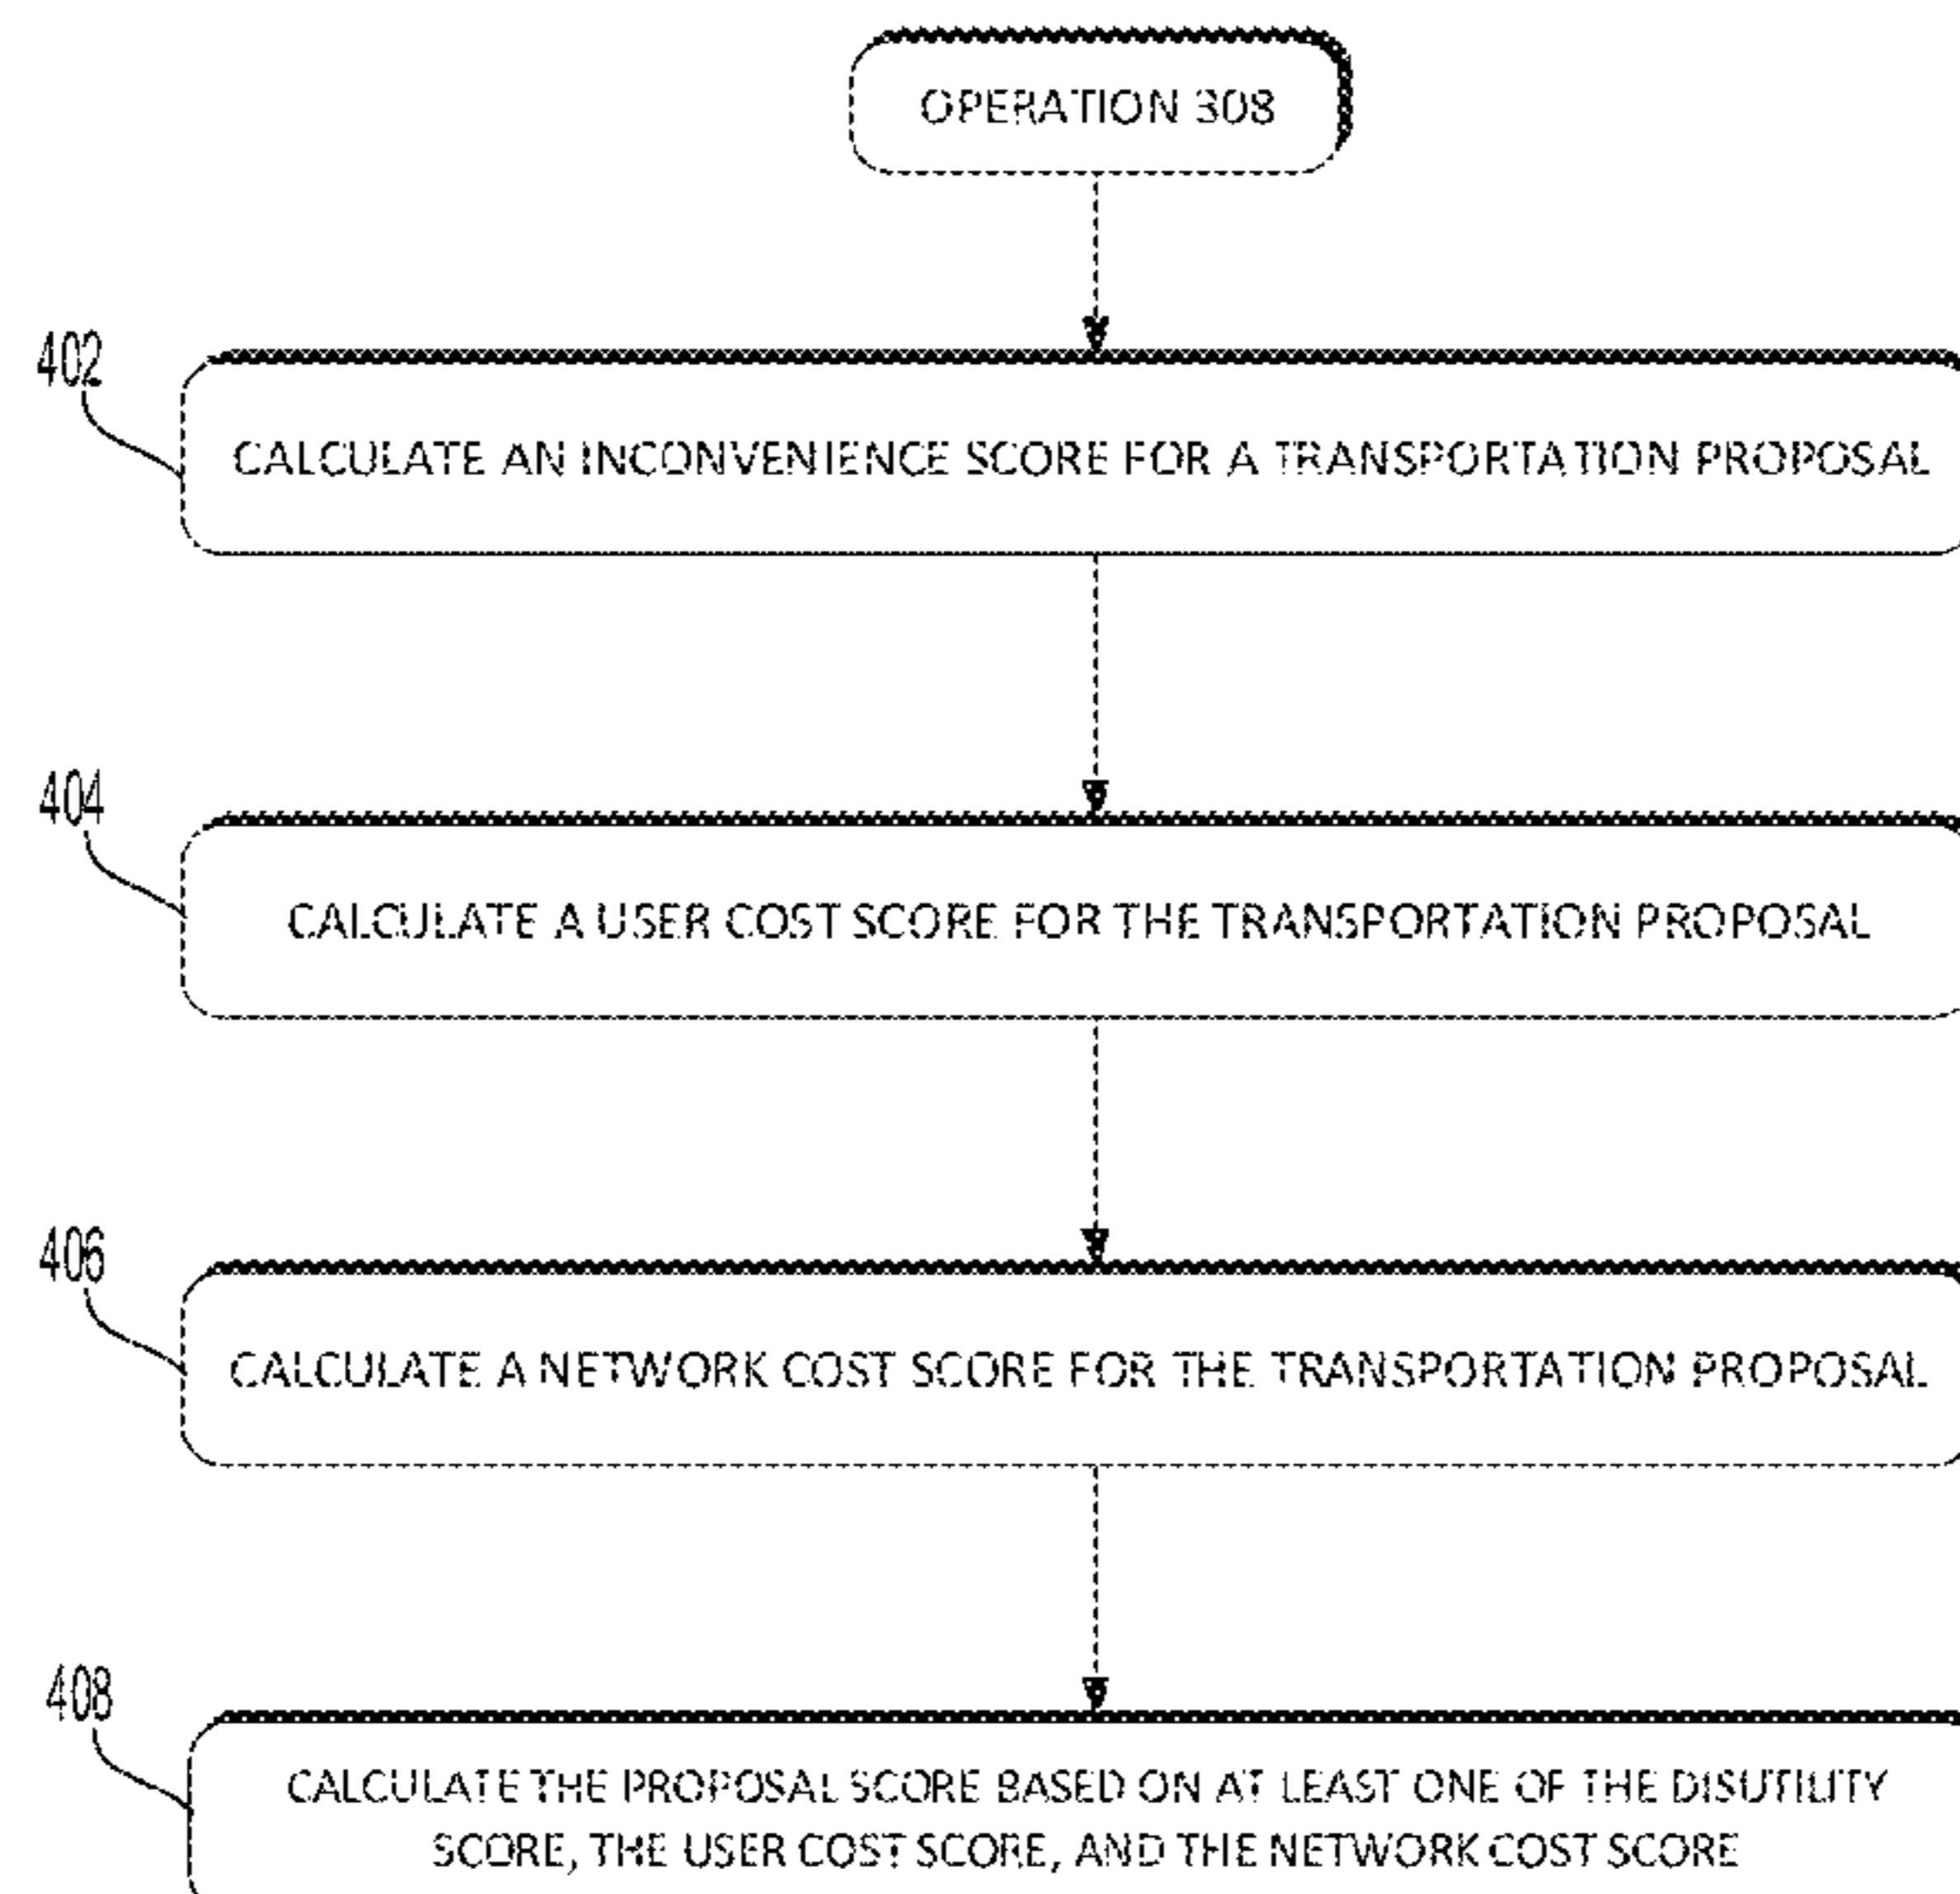 OPERATION 308
402
CALCULATE AN INCONVENIENCE SCORE FOR A TRANSPORTATION PROPOSAL
404
CALCULATE A USER COST SCORE FOR THE TRANSPORTATION PROPOSAL
406
CALCULATE A NETWORK COST SCORE FOR THE TRANSPORTATION PROPOSAL
408
CALCULATE THE PROPOSAL SCORE BASED ON AT LEAST ONE OF THE DISUTILITY
SCORE, THE USER COST SCORE, AND THE NETWORK COST SCORE